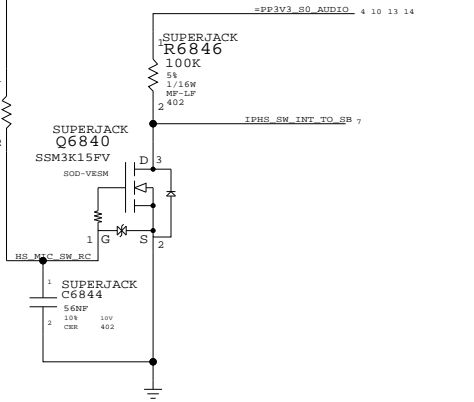 =PP3V3_S0_AUDIO 4 10 13 14
1
SUPERJACK
R6846
100K
5%
1/16W
MF-LF
402
2
IPHS_SW_INT_TO_SB 7
SUPERJACK
Q6840
SSM3K15FV
SOD-VESM
D 3
1 G S 2
HS_MIC_SW_RC
1
SUPERJACK
C6844
56NF
10% 10V
CER 402
2